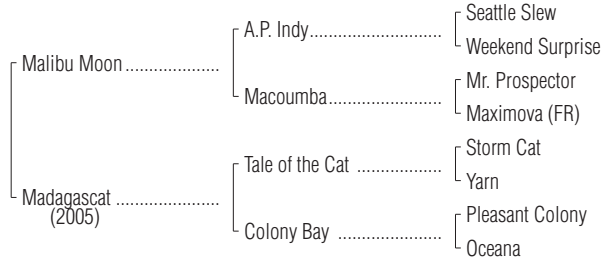 Seattle Slew
A.P. Indy
Weekend Surprise
Malibu Moon
Mr. Prospector
Macoumba
Maximova (FR)
Storm Cat
Tale of the Cat
Yarn
Madagascat
(2005)
Pleasant Colony
Colony Bay
Oceana